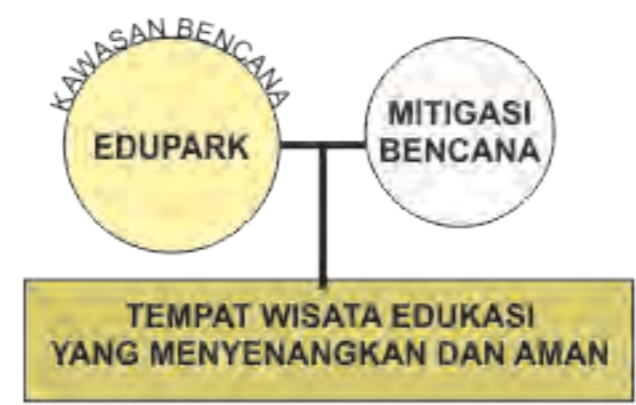 KAWASAN BENCANA
EDUPARK
MITIGASI
BENCANA
TEMPAT WISATA EDUKASI
YANG MENYENANGKAN DAN AMAN